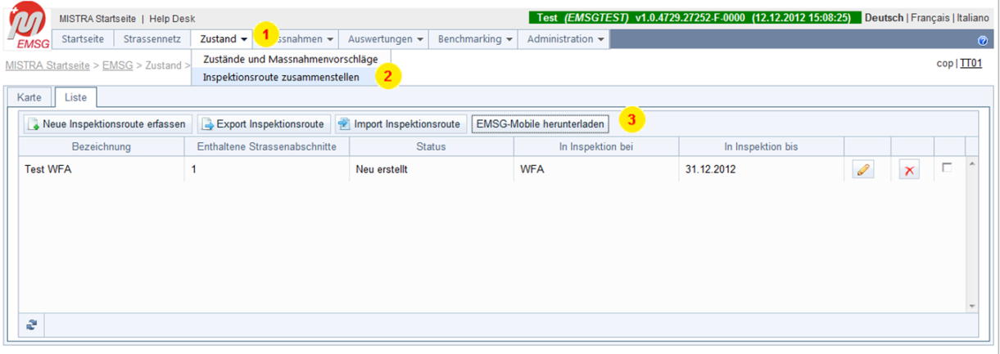 MISTRA Startseite | Help Desk
Test (EMSGTEST) v1.0.4729.27252-F-0000 (12.12.2012 15:08:25) Deutsch | Français | Italiano
EMSG
Startseite Strassennetz Zustand 1 ssnahmen Auswertungen Benchmarking Administration ?
MISTRA Startseite > EMSG > Zustand >
Zustände und Massnahmenvorschläge
cop | TT01
Inspektionsroute zusammenstellen 2
Karte Liste
Neue Inspektionsroute erfassen Export Inspektionsroute Import Inspektionsroute EMSG-Mobile herunterladen 3
Bezeichnung Enthaltene Strassenabschnitte Status In Inspektion bei In Inspektion bis
Test WFA 1 Neu erstellt WFA 31.12.2012